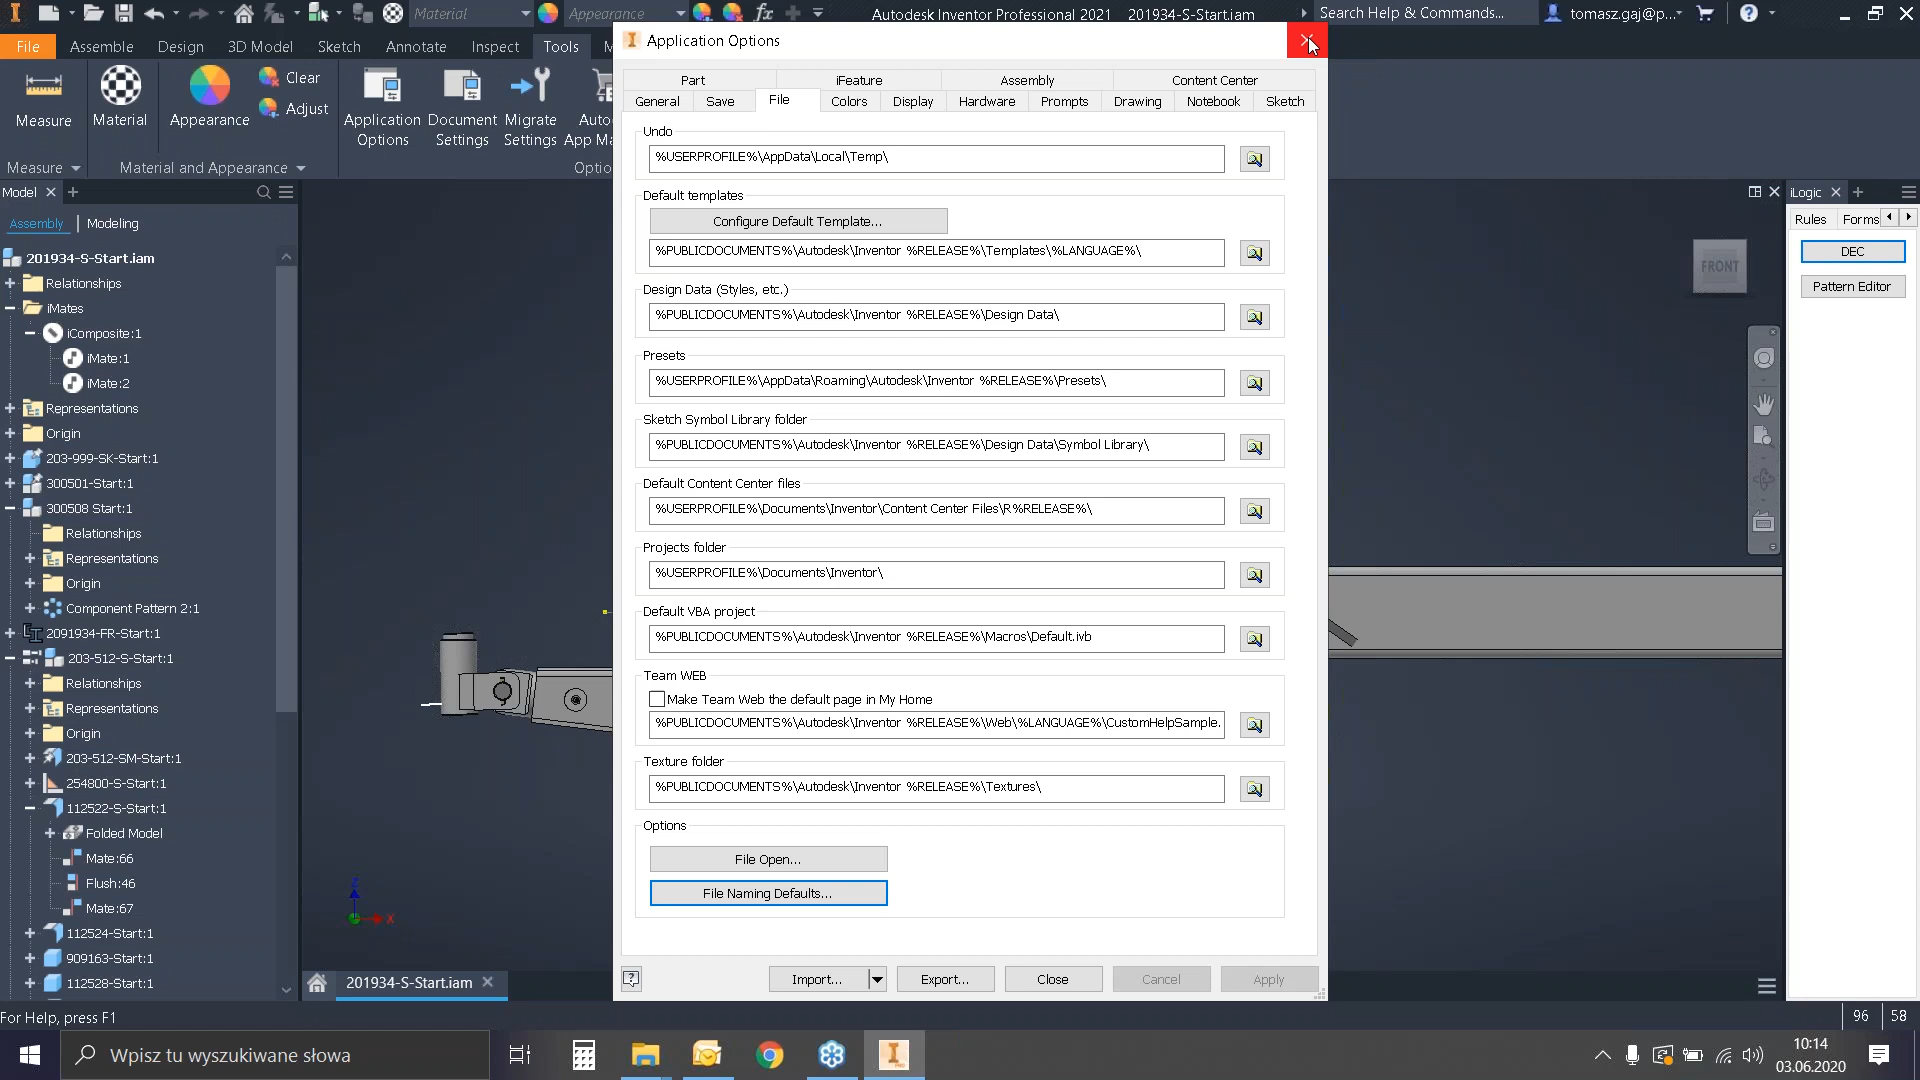 Material
Appearance
Autodesk Inventor Professional 2021 201934-S-Start.iam
Search Help & Commands...
tomasz.gaj@p...
File
Assemble
Design
3D Model
Sketch
Annotate
Inspect
Tools
Measure
Material
Appearance
Clear
Adjust
Application Options
Document Settings
Migrate Settings
Measure
Material and Appearance
Model
Assembly | Modeling
201934-S-Start.iam
Relationships
iMates
iComposite:1
iMate:1
iMate:2
Representations
Origin
203-999-SK-Start:1
300501-Start:1
300508 Start:1
Relationships
Representations
Origin
Component Pattern 2:1
2091934-FR-Start:1
203-512-S-Start:1
Relationships
Representations
Origin
203-512-SM-Start:1
254800-S-Start:1
112522-S-Start:1
Folded Model
Mate:66
Flush:46
Mate:67
112524-Start:1
909163-Start:1
112528-Start:1
Z
X
201934-S-Start.iam
Application Options
Part
iFeature
Assembly
Content Center
General
Save
File
Colors
Display
Hardware
Prompts
Drawing
Notebook
Sketch
Undo
%USERPROFILE%\AppData\Local\Temp\
Default templates
Configure Default Template...
%PUBLICDOCUMENTS%\Autodesk\Inventor %RELEASE%\Templates\%LANGUAGE%\
Design Data (Styles, etc.)
%PUBLICDOCUMENTS%\Autodesk\Inventor %RELEASE%\Design Data\
Presets
%USERPROFILE%\AppData\Roaming\Autodesk\Inventor %RELEASE%\Presets\
Sketch Symbol Library folder
%PUBLICDOCUMENTS%\Autodesk\Inventor %RELEASE%\Design Data\Symbol Library\
Default Content Center files
%USERPROFILE%\Documents\Inventor\Content Center Files\R%RELEASE%\
Projects folder
%USERPROFILE%\Documents\Inventor\
Default VBA project
%PUBLICDOCUMENTS%\Autodesk\Inventor %RELEASE%\Macros\Default.ivb
Team WEB
Make Team Web the default page in My Home
%PUBLICDOCUMENTS%\Autodesk\Inventor %RELEASE%\Web\%LANGUAGE%\CustomHelpSample.
Texture folder
%PUBLICDOCUMENTS%\Autodesk\Inventor %RELEASE%\Textures\
Options
File Open...
File Naming Defaults...
Import...
Export...
Close
Cancel
Apply
FRONT
iLogic
Rules
Forms
DEC
Pattern Editor
For Help, press F1
96
58
Wpisz tu wyszukiwane słowa
10:14
03.06.2020